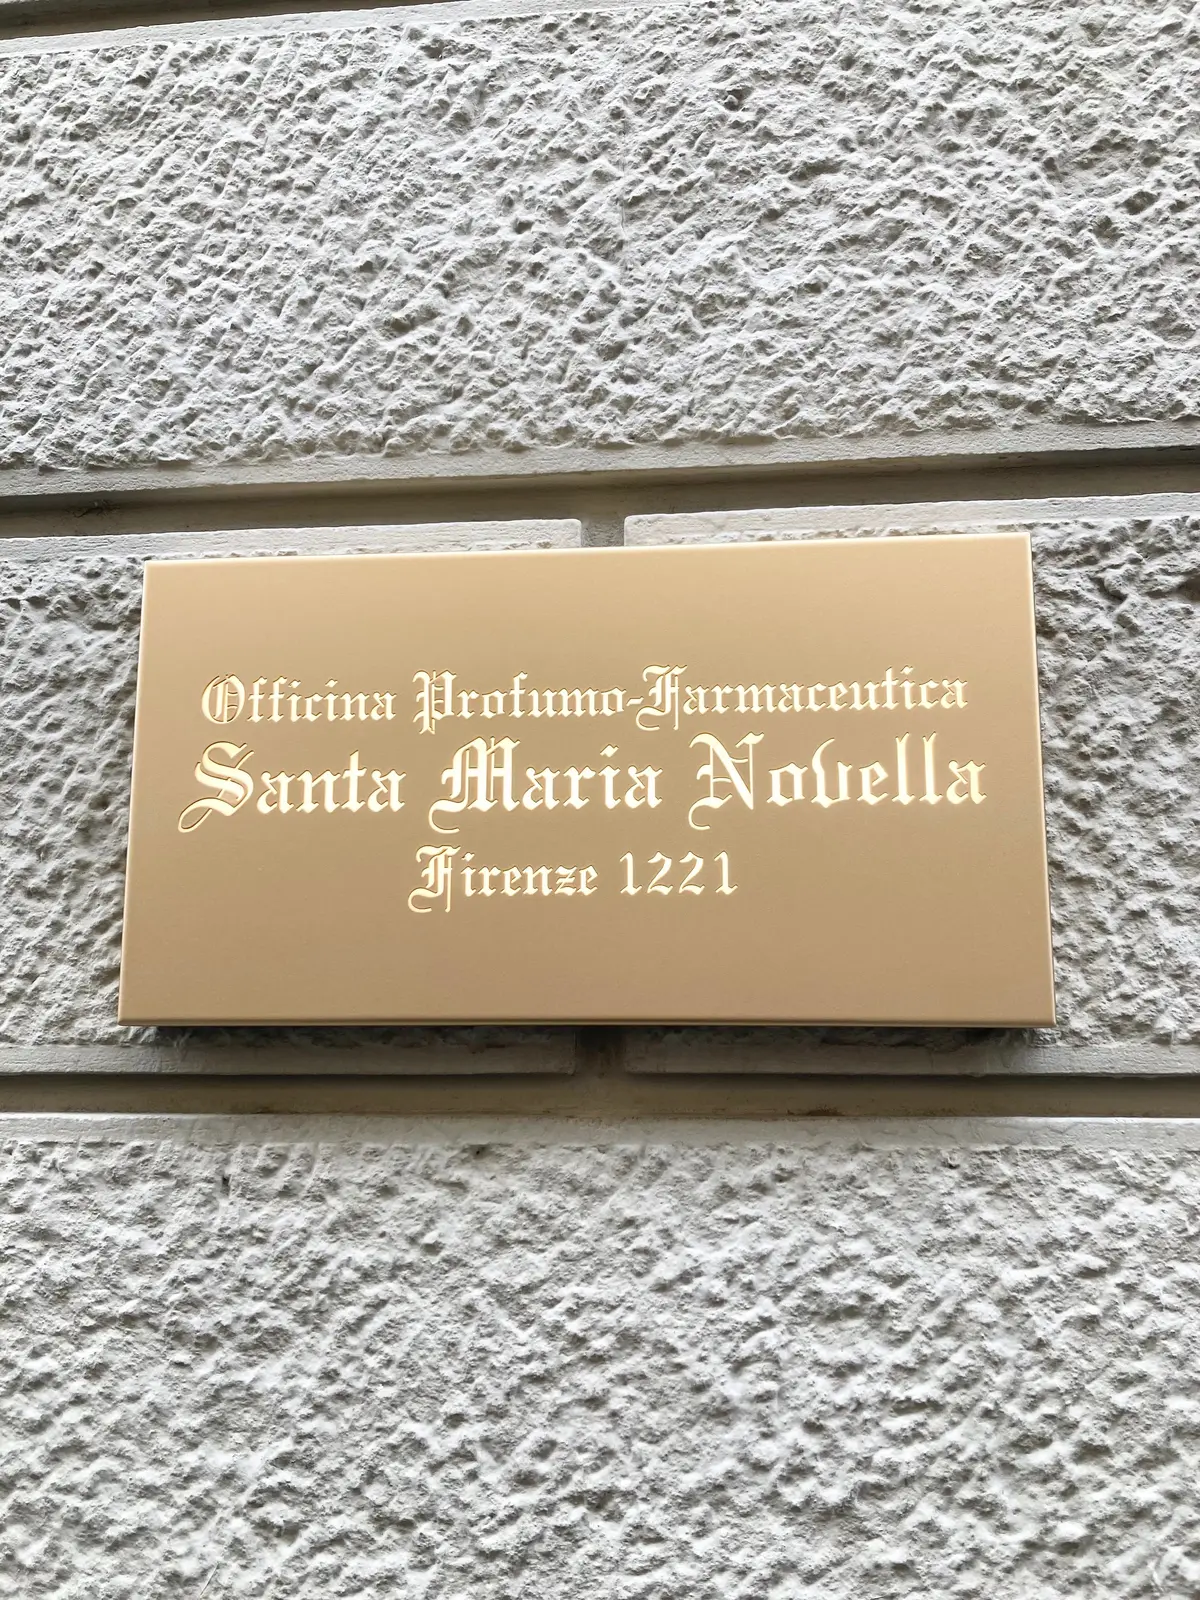 Officina Profumo-Farmaceutica
Santa Maria Novella
Firenze 1221